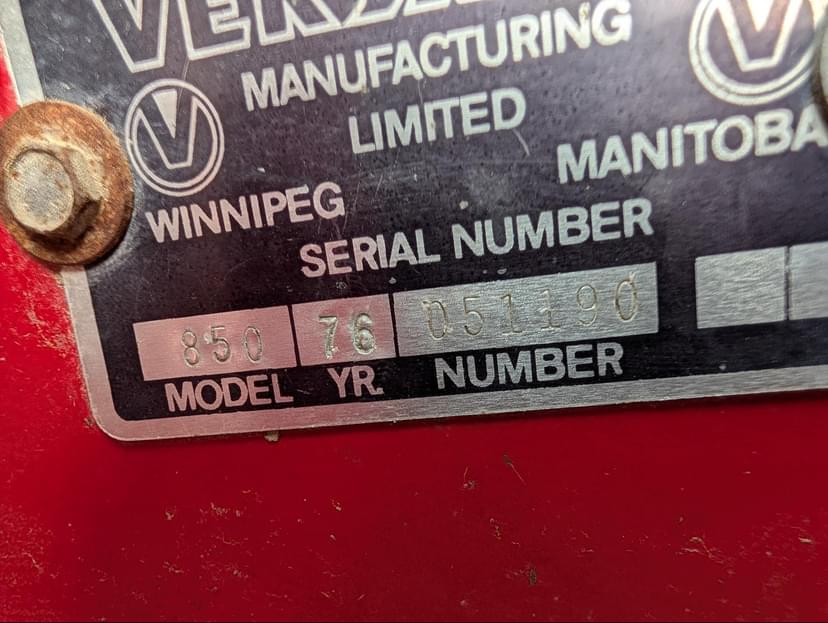 MANUFACTURING
LIMITED
WINNIPEG
MANITOBA
SERIAL NUMBER
850 76 051190
MODEL YR. NUMBER